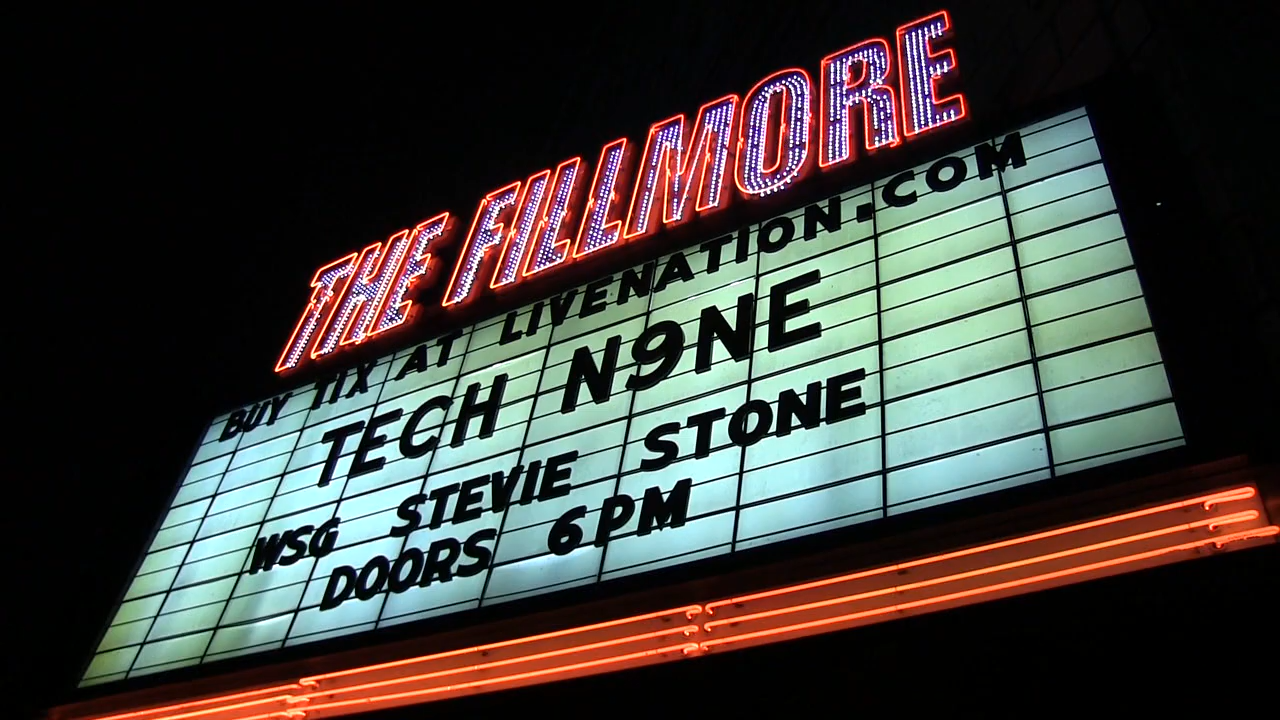 THE FILLMORE
BUY TIX AT LIVENATION.COM
TECH N9NE
WSG STEVIE STONE
DOORS 6PM